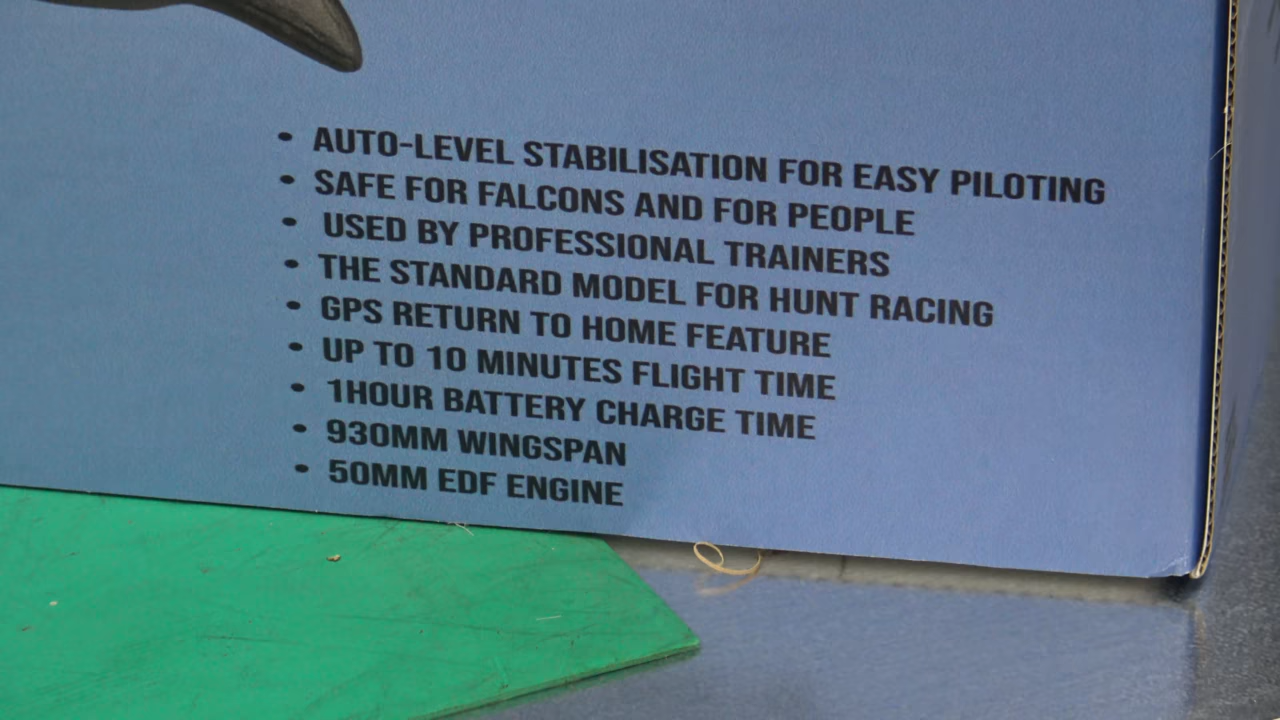 • AUTO-LEVEL STABILISATION FOR EASY PILOTING
• SAFE FOR FALCONS AND FOR PEOPLE
• USED BY PROFESSIONAL TRAINERS
• THE STANDARD MODEL FOR HUNT RACING
• GPS RETURN TO HOME FEATURE
• UP TO 10 MINUTES FLIGHT TIME
• 1HOUR BATTERY CHARGE TIME
• 930MM WINGSPAN
• 50MM EDF ENGINE